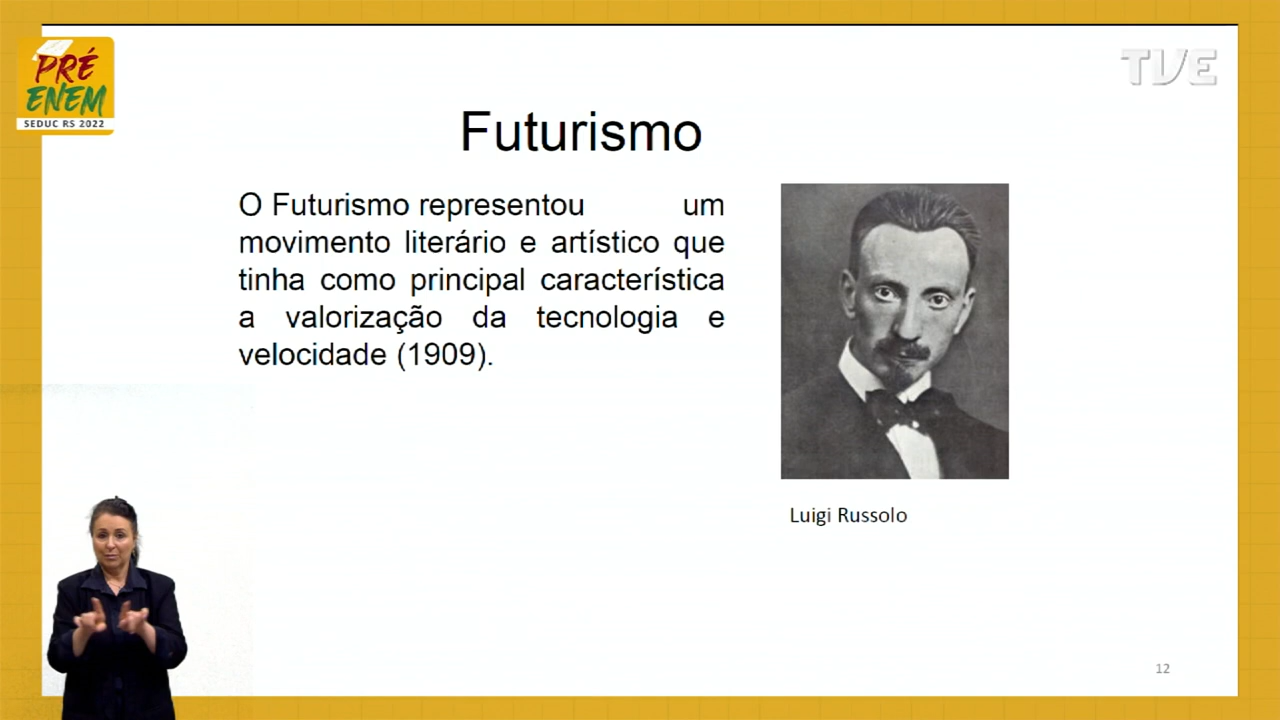 PRÉ
ENEM
SEDUC RS 2022
TVE
Futurismo
O Futurismo representou um
movimento literário e artístico que
tinha como principal característica
a valorização da tecnologia e
velocidade (1909).
Luigi Russolo
12